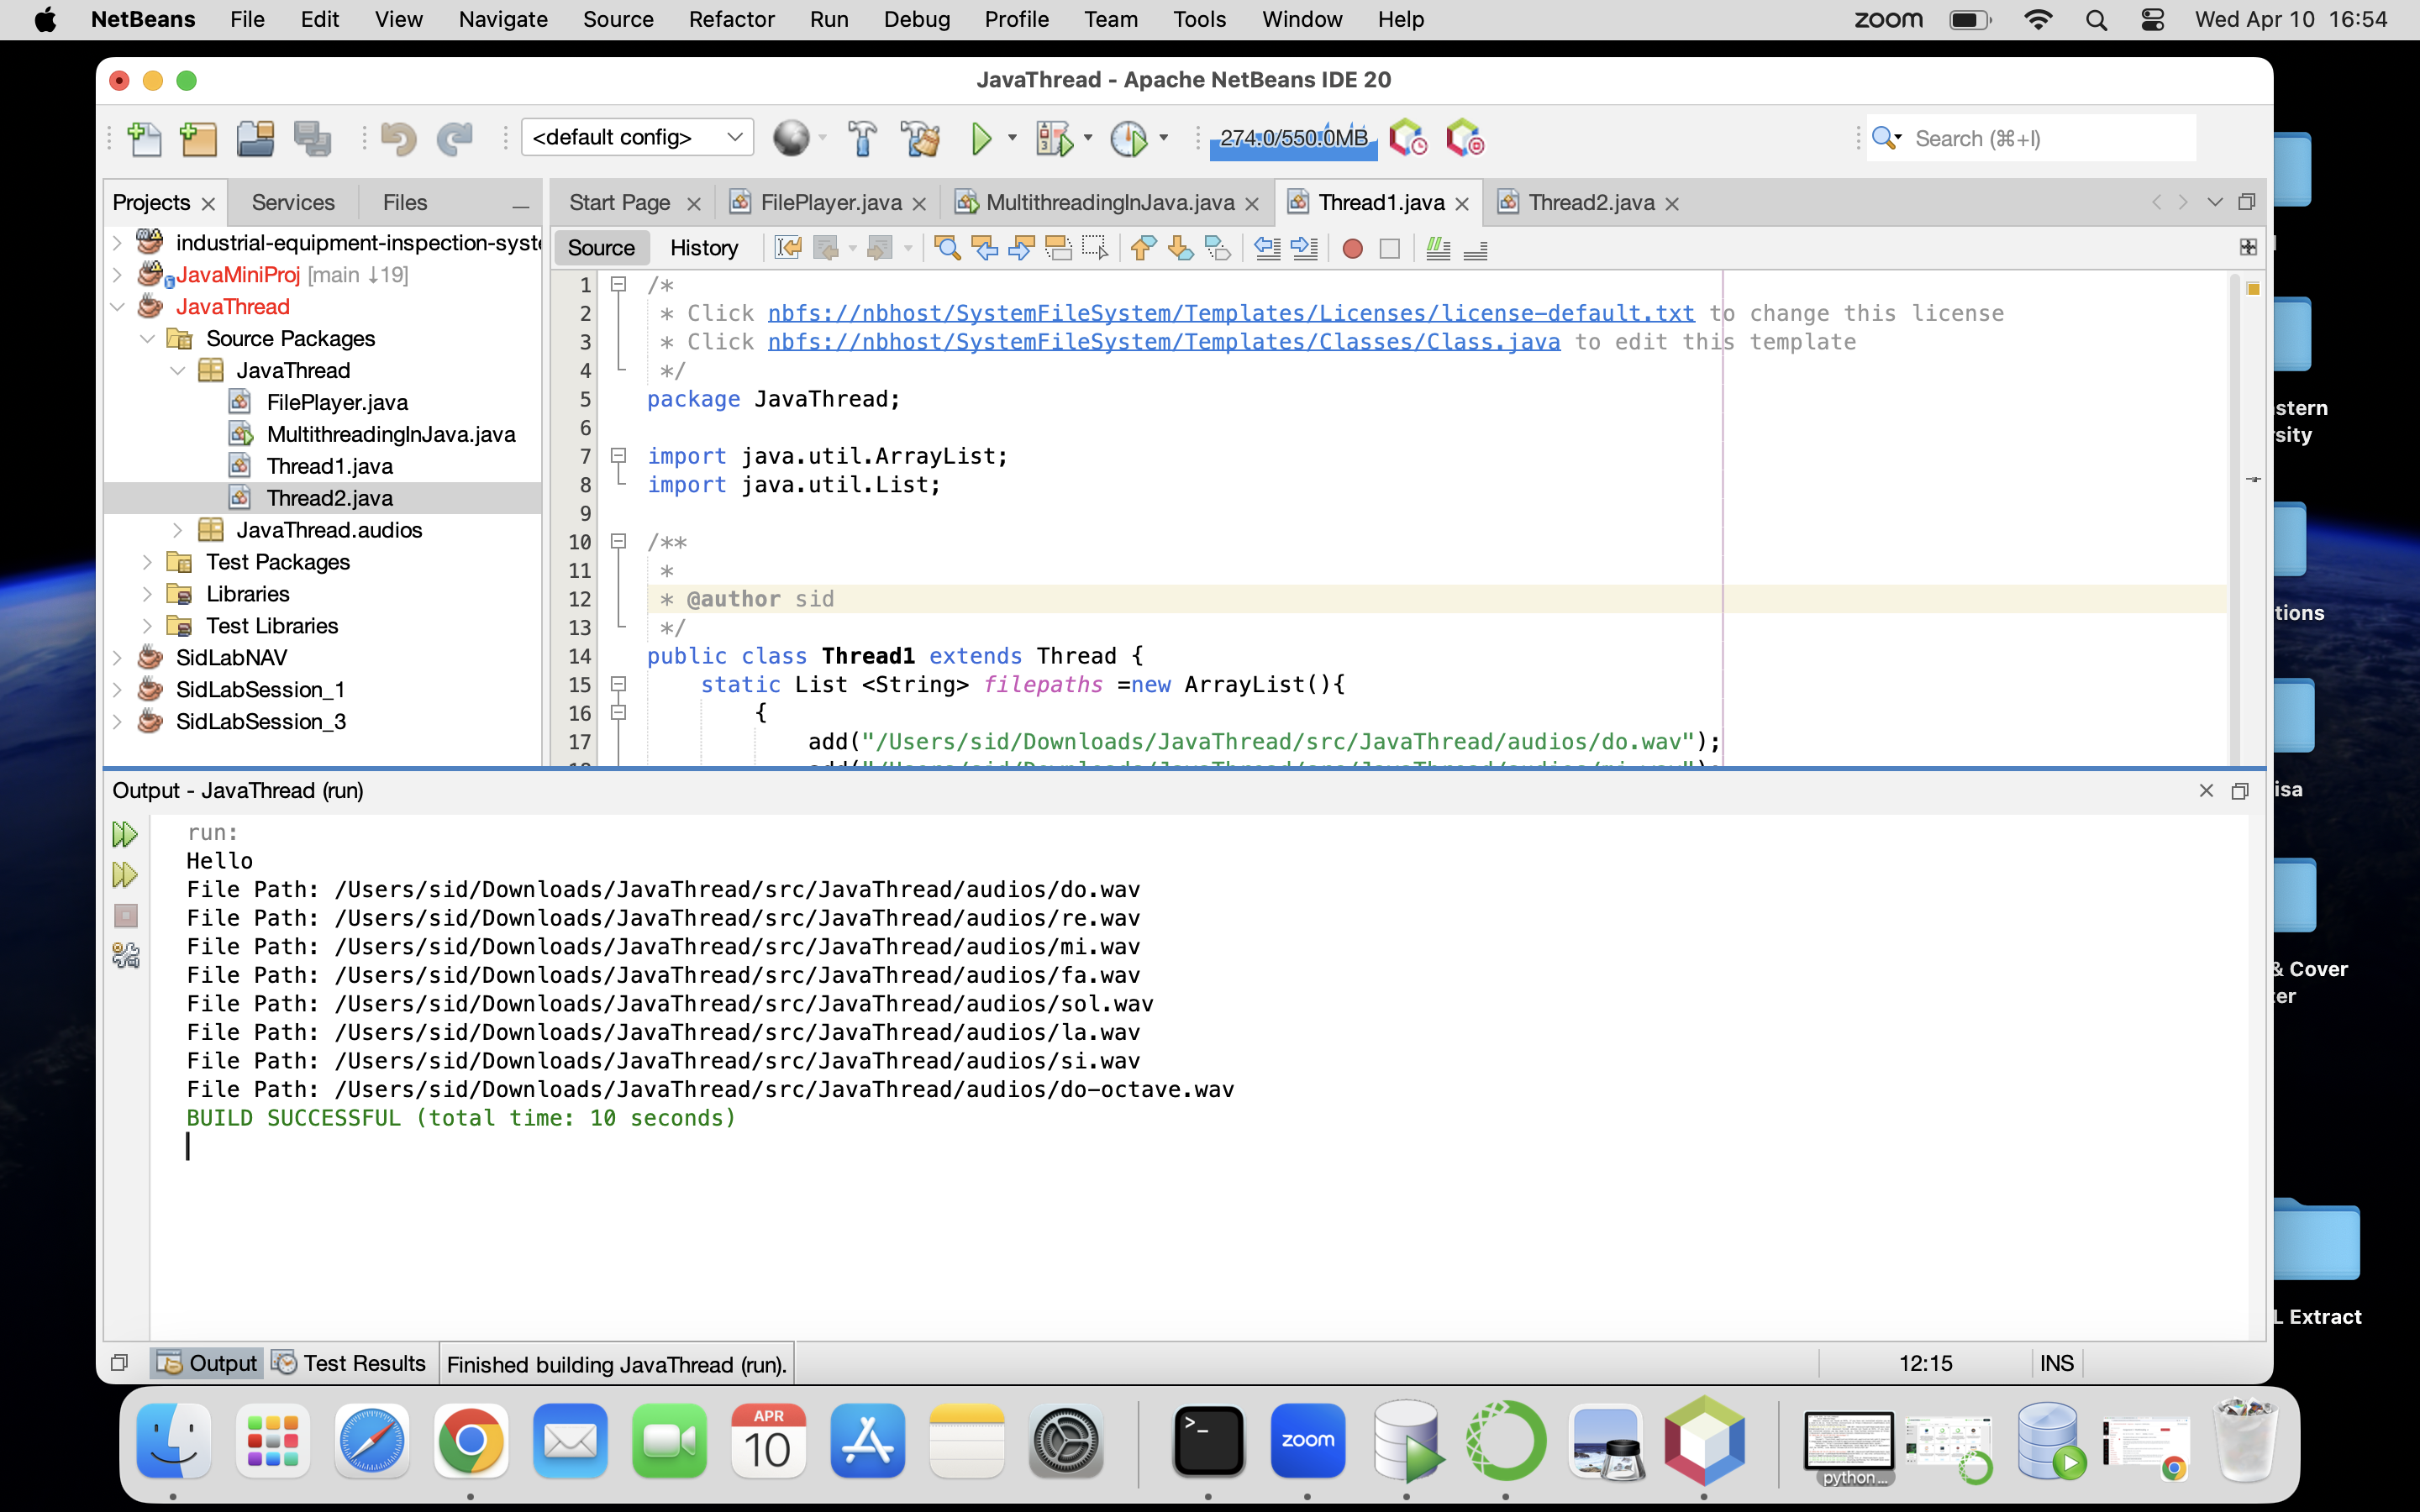 NetBeans File Edit View Navigate Source Refactor Run Debug Profile Team Tools Window Help zoom Wed Apr 10 16:54
JavaThread - Apache NetBeans IDE 20
<default config> 274.0/550.0MB Search (⌘+I)
Projects Services Files
Start Page FilePlayer.java MultithreadingInJava.java Thread1.java Thread2.java
industrial-equipment-inspection-syst
JavaMiniProj [main ↓19]
JavaThread
Source Packages
JavaThread
FilePlayer.java
MultithreadingInJava.java
Thread1.java
Thread2.java
JavaThread.audios
Test Packages
Libraries
Test Libraries
SidLabNAV
SidLabSession_1
SidLabSession_3
Source History
1 /*
2 * Click nbfs://nbhost/SystemFileSystem/Templates/Licenses/license-default.txt to change this license
3 * Click nbfs://nbhost/SystemFileSystem/Templates/Classes/Class.java to edit this template
4 */
5 package JavaThread;
6
7 import java.util.ArrayList;
8 import java.util.List;
9
10 /**
11 *
12 * @author sid
13 */
14 public class Thread1 extends Thread {
15 static List <String> filepaths =new ArrayList(){
16 {
17 add("/Users/sid/Downloads/JavaThread/src/JavaThread/audios/do.wav");
Output - JavaThread (run)
run:
Hello
File Path: /Users/sid/Downloads/JavaThread/src/JavaThread/audios/do.wav
File Path: /Users/sid/Downloads/JavaThread/src/JavaThread/audios/re.wav
File Path: /Users/sid/Downloads/JavaThread/src/JavaThread/audios/mi.wav
File Path: /Users/sid/Downloads/JavaThread/src/JavaThread/audios/fa.wav
File Path: /Users/sid/Downloads/JavaThread/src/JavaThread/audios/sol.wav
File Path: /Users/sid/Downloads/JavaThread/src/JavaThread/audios/la.wav
File Path: /Users/sid/Downloads/JavaThread/src/JavaThread/audios/si.wav
File Path: /Users/sid/Downloads/JavaThread/src/JavaThread/audios/do-octave.wav
BUILD SUCCESSFUL (total time: 10 seconds)
Output Test Results Finished building JavaThread (run). 12:15 INS
stern
sity
tions
isa
& Cover
ter
L Extract
APR
10
zoom
python...